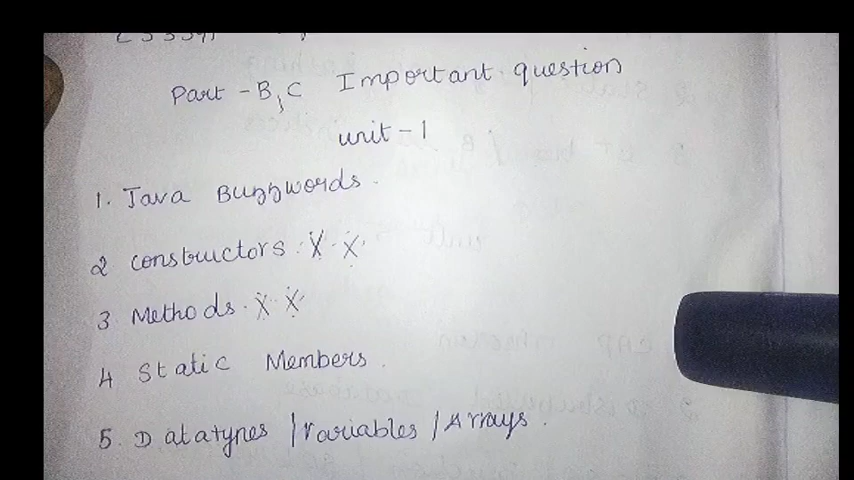 Part - B, C Important question
unit - 1
1. Java Buzzwords.
2 constructors.
3 Methods.
4 Static Members.
5. Datatypes / Variables / Arrays.